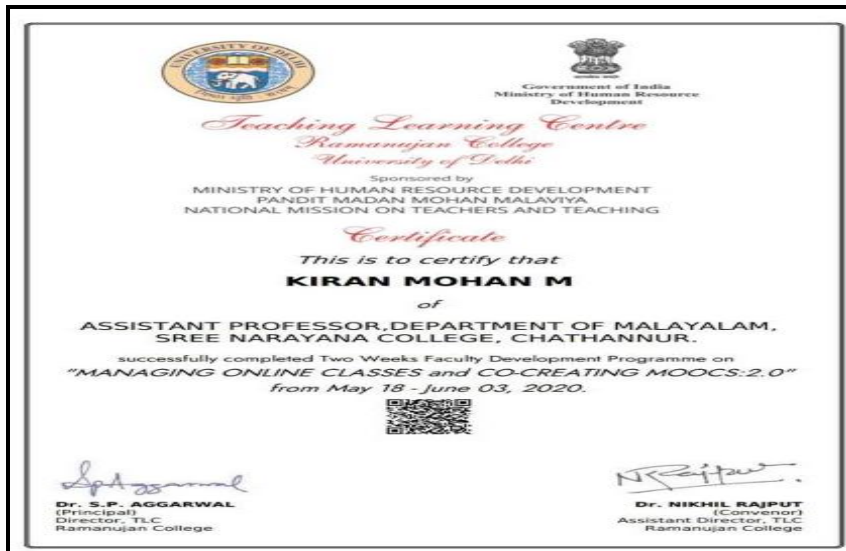 UNIVERSITY OF DELHI
Government of India
Ministry of Human Resource
Development
Teaching Learning Centre
Ramanujan College
University of Delhi
Sponsored by
MINISTRY OF HUMAN RESOURCE DEVELOPMENT
PANDIT MADAN MOHAN MALAVIYA
NATIONAL MISSION ON TEACHERS AND TEACHING
Certificate
This is to certify that
KIRAN MOHAN M
of
ASSISTANT PROFESSOR,DEPARTMENT OF MALAYALAM,
SREE NARAYANA COLLEGE, CHATHANNUR.
successfully completed Two Weeks Faculty Development Programme on
"MANAGING ONLINE CLASSES and CO-CREATING MOOCS:2.0"
from May 18 - June 03, 2020.
Dr. S.P. AGGARWAL
(Principal)
Director, TLC
Ramanujan College
Dr. NIKHIL RAJPUT
(Convenor)
Assistant Director, TLC
Ramanujan College